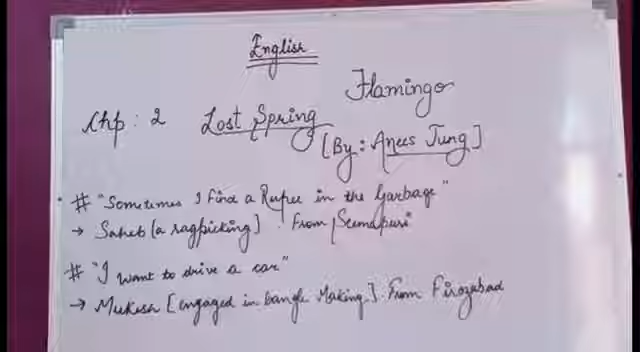 English
Flamingo
Chp : 2 Lost Spring
[By : Anees Jung]
# "Sometimes I find a Rupee in the Garbage"
→ Saheb [a ragpicking] . From Seemapuri
# "I want to drive a car"
→ Mukesh [engaged in bangle Making]. From Firozabad